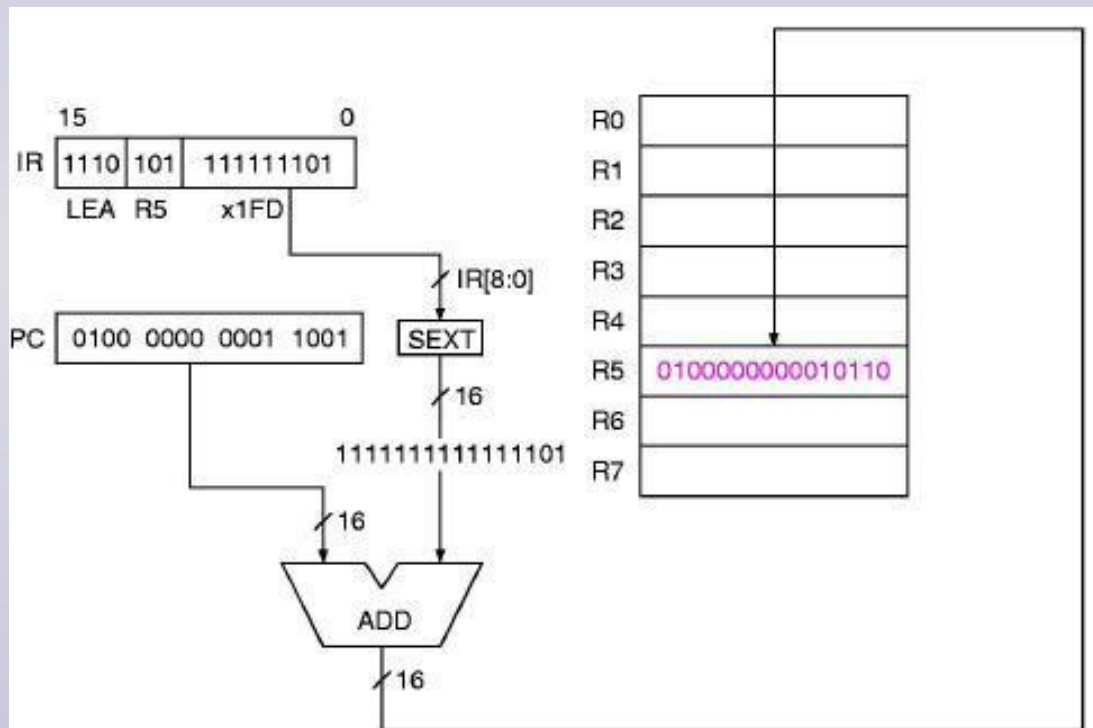 15 0
IR 1110 101 111111101
LEA R5 x1FD
IR[8:0]
PC 0100 0000 0001 1001
SEXT
16
1111111111111101
16
ADD
16
R0
R1
R2
R3
R4
R5 0100000000010110
R6
R7